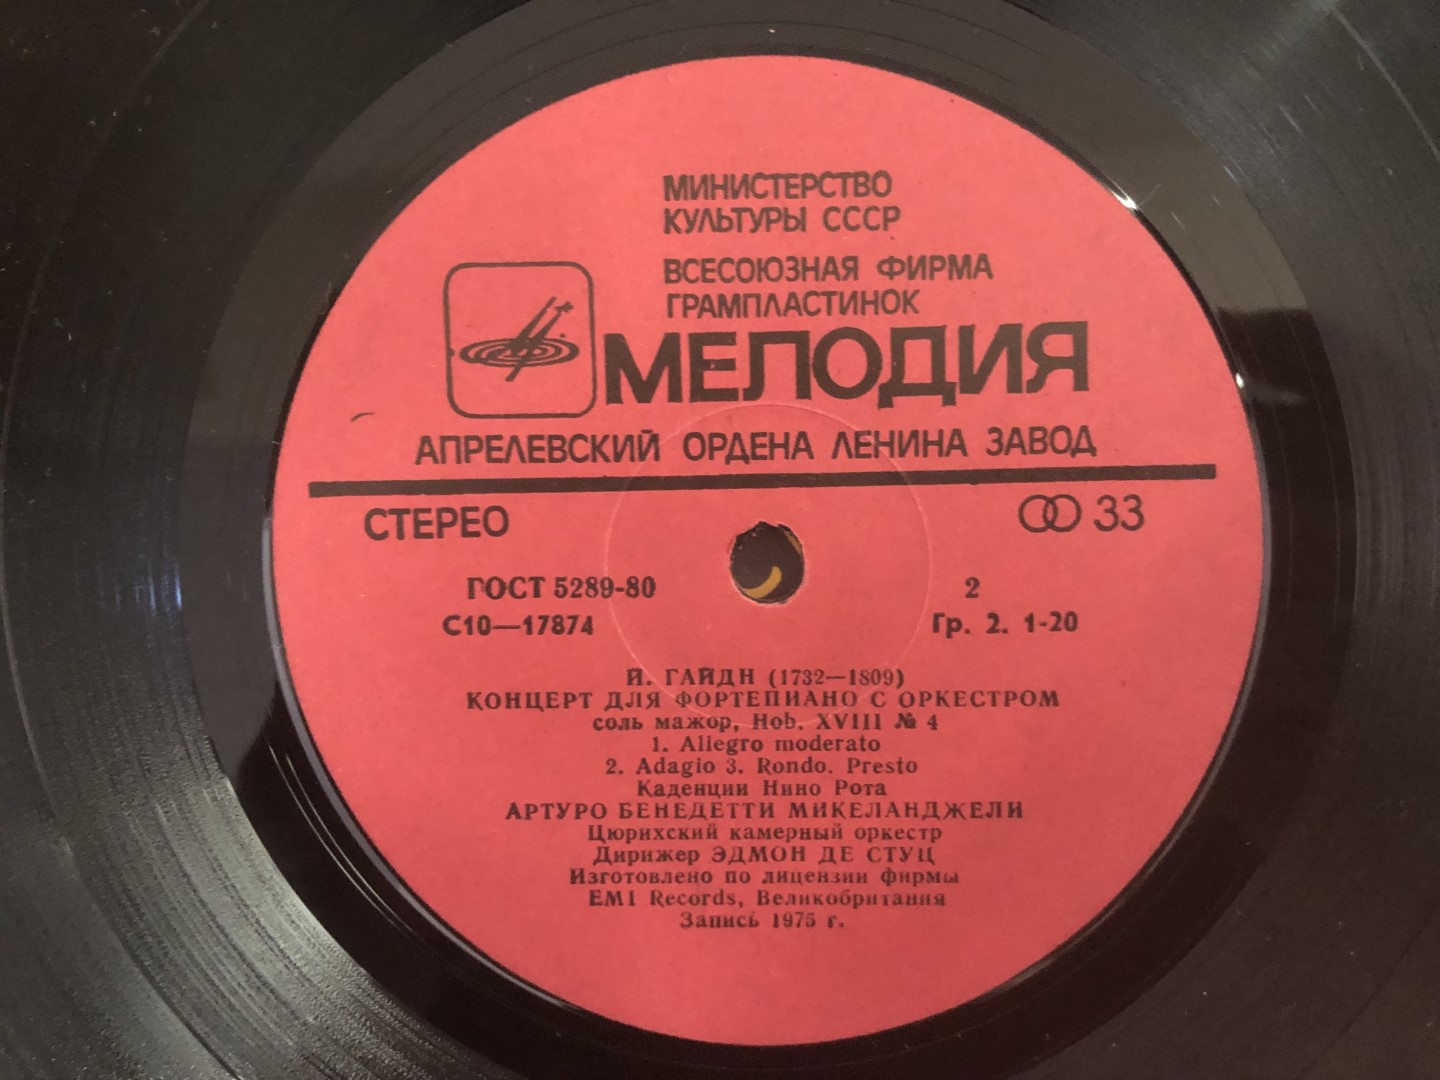 МИНИСТЕРСТВО
КУЛЬТУРЫ СССР
ВСЕСОЮЗНАЯ ФИРМА
ГРАМПЛАСТИНОК
МЕЛОДИЯ
АПРЕЛЕВСКИЙ ОРДЕНА ЛЕНИНА ЗАВОД
СТЕРЕО 33
ГОСТ 5289-80 2
С10—17874 Гр. 2. 1-20
Й. ГАЙДН (1732—1809)
КОНЦЕРТ ДЛЯ ФОРТЕПИАНО С ОРКЕСТРОМ
соль мажор, Hob. XVIII № 4
1. Allegro moderato
2. Adagio 3. Rondo. Presto
Каденции Нино Рота
АРТУРО БЕНЕДЕТТИ МИКЕЛАНДЖЕЛИ
Цюрихский камерный оркестр
Дирижер ЭДМОН ДЕ СТУЦ
Изготовлено по лицензии фирмы
EMI Records, Великобритания
Запись 1975 г.